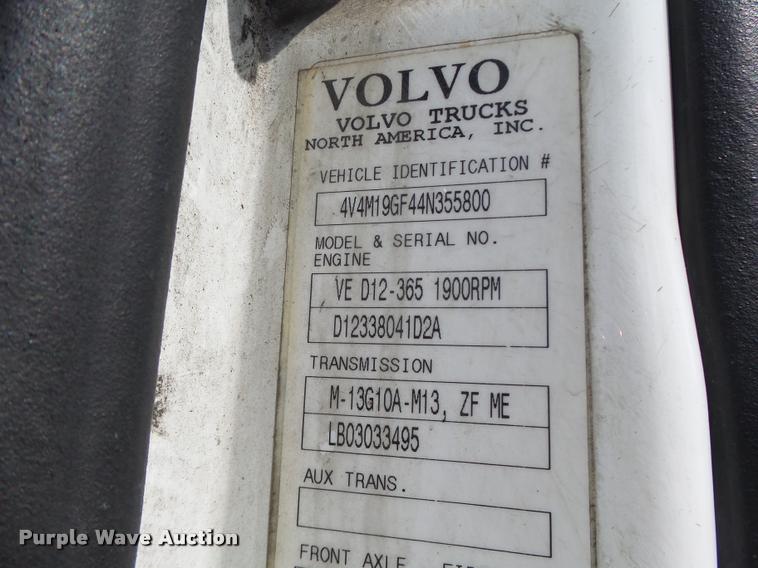 VOLVO
VOLVO TRUCKS
NORTH AMERICA, INC.
VEHICLE IDENTIFICATION #
4V4M19GF44N355800
MODEL & SERIAL NO.
ENGINE
VE D12-365 1900RPM
D12338041D2A
TRANSMISSION
M-13G10A-M13, ZF ME
LB03033495
AUX TRANS.
FRONT AXLE
Purple Wave Auction